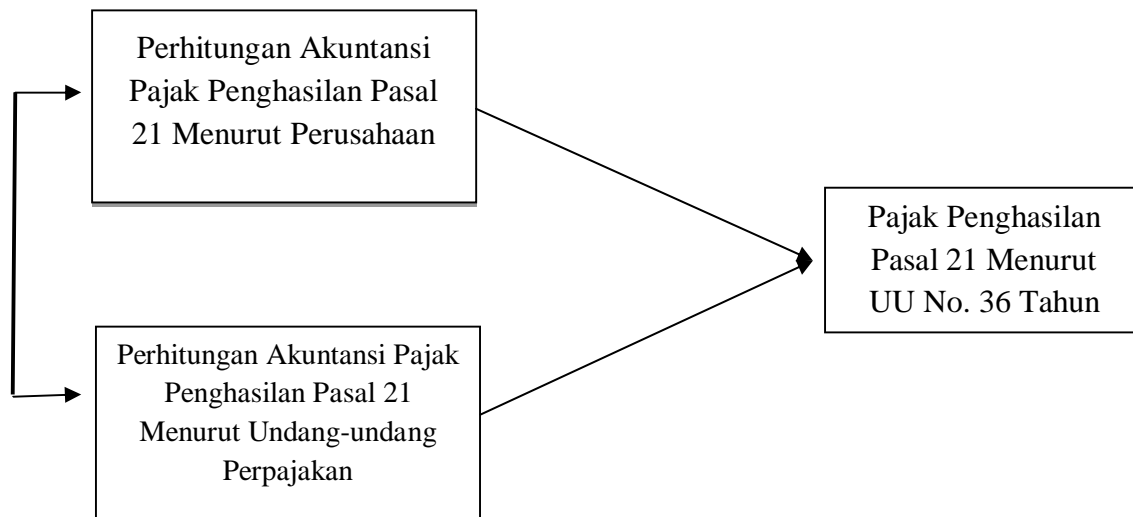 Perhitungan Akuntansi
Pajak Penghasilan Pasal
21 Menurut Perusahaan
Pajak Penghasilan
Pasal 21 Menurut
UU No. 36 Tahun
Perhitungan Akuntansi Pajak
Penghasilan Pasal 21
Menurut Undang-undang
Perpajakan